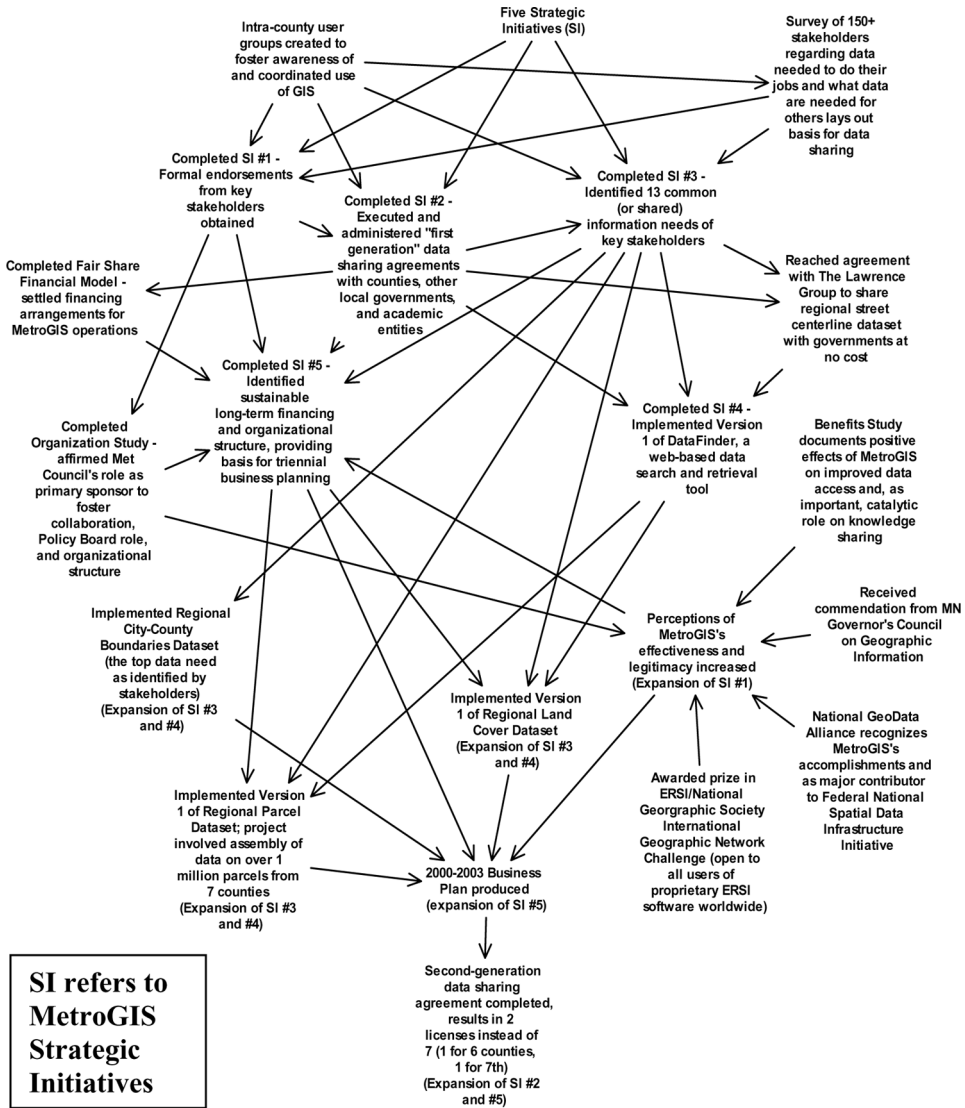 Intra-county user
groups created to
foster awareness of
and coordinated use
of GIS
Five Strategic
Initiatives (SI)
Survey of 150+
stakeholders
regarding data
needed to do their
jobs and what data
are needed for
others lays out
basis for data
sharing
Completed SI #1 -
Formal endorsements
from key
stakeholders
obtained
Completed SI #2 -
Executed and
administered "first
generation" data
sharing agreements
with counties, other
local governments,
and academic
entities
Completed SI #3 -
Identified 13 common
(or shared)
information needs of
key stakeholders
Completed Fair Share
Financial Model -
settled financing
arrangements for
MetroGIS operations
Reached agreement
with The Lawrence
Group to share
regional street
centerline dataset
with governments at
no cost
Completed SI #5 -
Identified
sustainable
long-term financing
and organizational
structure, providing
basis for triennial
business planning
Completed SI #4 -
Implemented Version
1 of DataFinder, a
web-based data
search and retrieval
tool
Completed
Organization Study -
affirmed Met
Council's role as
primary sponsor to
foster
collaboration,
Policy Board role,
and organizational
structure
Benefits Study
documents positive
effects of MetroGIS
on improved data
access and, as
important, catalytic
role on knowledge
sharing
Implemented Regional
City-County
Boundaries Dataset
(the top data need
as identified by
stakeholders)
(Expansion of SI #3
and #4)
Perceptions of
MetroGIS's
effectiveness and
legitimacy increased
(Expansion of SI #1)
Received
commendation from MN
Governor's Council
on Geographic
Information
Implemented Version
1 of Regional Land
Cover Dataset
(Expansion of SI #3
and #4)
National GeoData
Alliance recognizes
MetroGIS's
accomplishments and
as major contributor
to Federal National
Spatial Data
Infrastructure
Initiative
Implemented Version
1 of Regional Parcel
Dataset; project
involved assembly of
data on over 1
million parcels from
7 counties
(Expansion of SI #3
and #4)
Awarded prize in
ERSI/National
Georgraphic Society
International
Geographic Network
Challenge (open to
all users of
proprietary ERSI
software worldwide)
2000-2003 Business
Plan produced
(expansion of SI #5)
Second-generation
data sharing
agreement completed,
results in 2
licenses instead of
7 (1 for 6 counties,
1 for 7th)
(Expansion of SI #2
and #5)
SI refers to
MetroGIS
Strategic
Initiatives